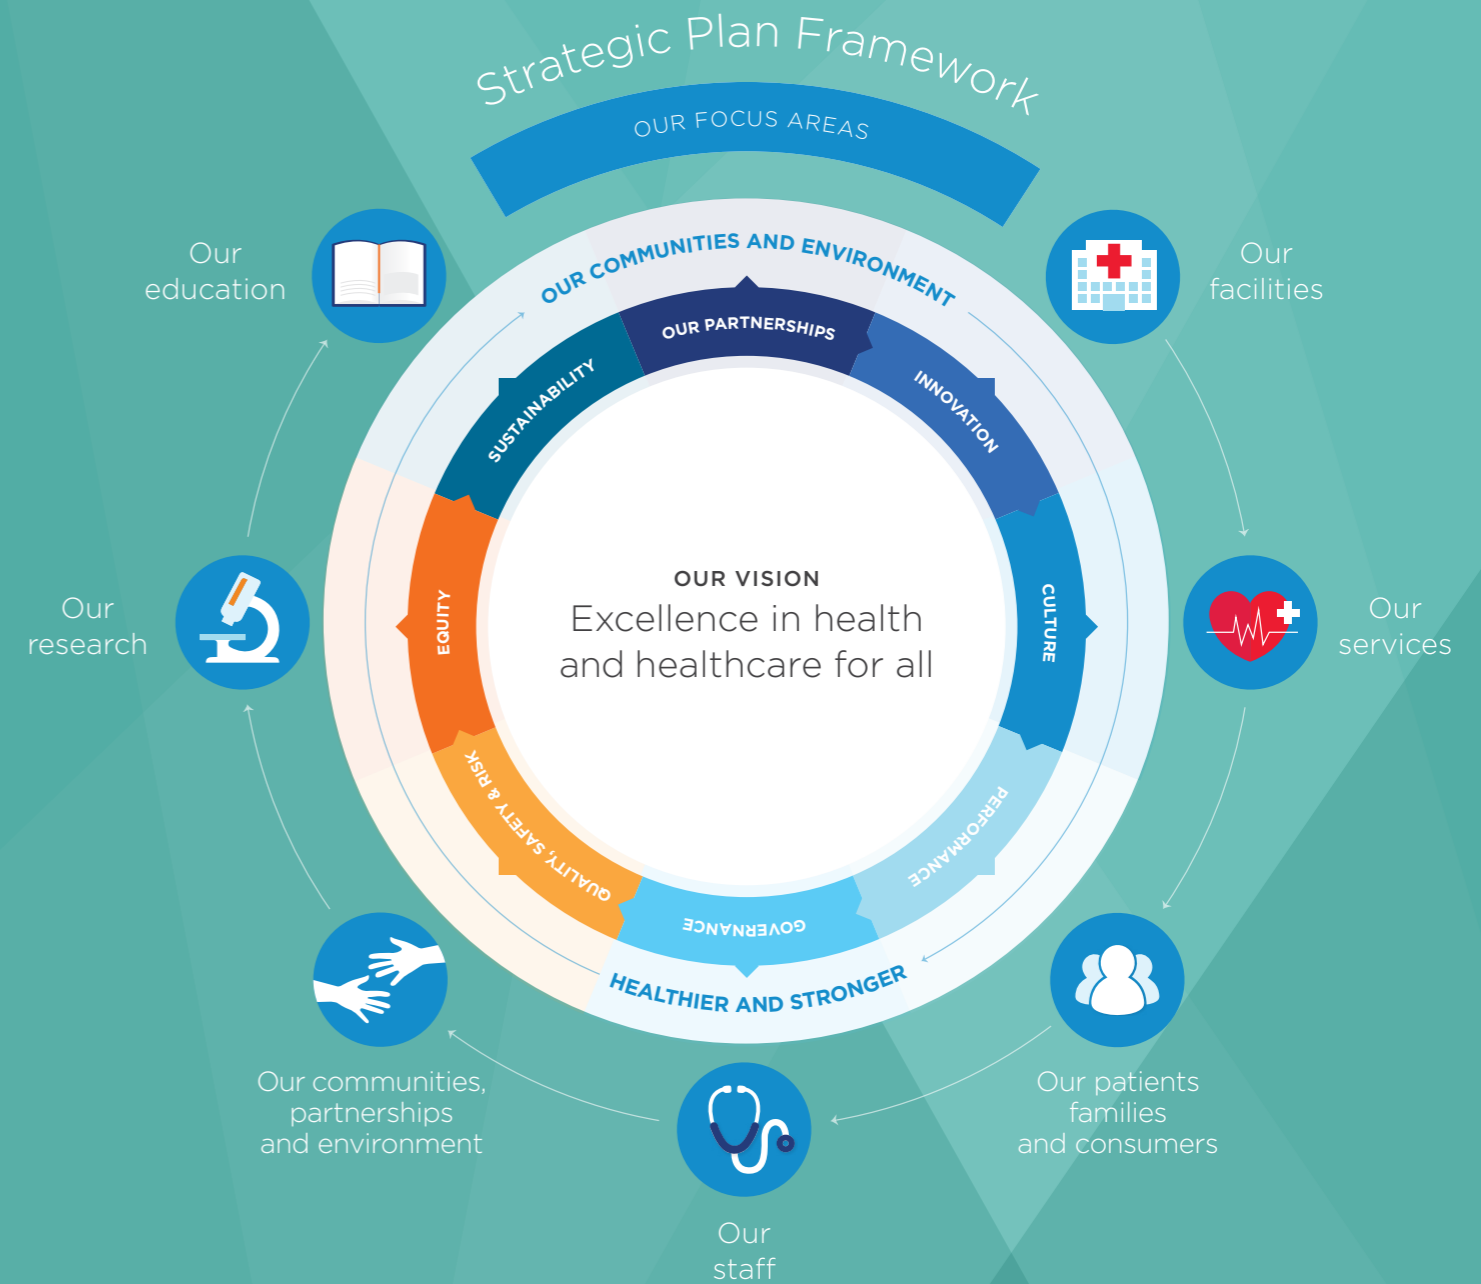 Strategic Plan Framework
OUR FOCUS AREAS
OUR COMMUNITIES AND ENVIRONMENT
OUR PARTNERSHIPS
INNOVATION
CULTURE
PERFORMANCE
GOVERNANCE
QUALITY, SAFETY & RISK
EQUITY
SUSTAINABILITY
HEALTHIER AND STRONGER
OUR VISION
Excellence in health
and healthcare for all
Our
facilities
Our
services
Our patients
families
and consumers
Our
staff
Our communities,
partnerships
and environment
Our
research
Our
education